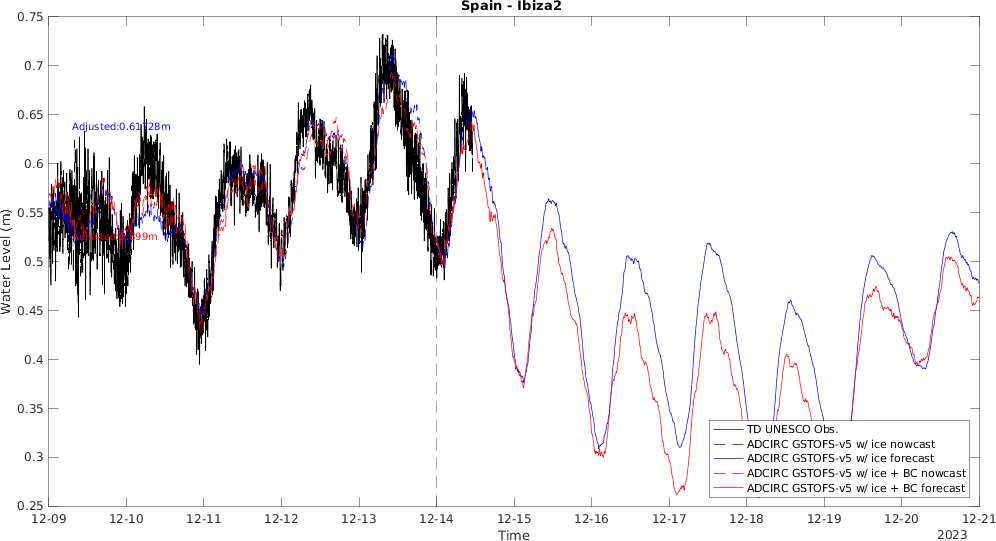 Spain - Ibiza2
Water Level (m)
0.75
0.7
0.65
0.6
0.55
0.5
0.45
0.4
0.35
0.3
0.25
TD UNESCO Obs.
ADCIRC GSTOFS-v5 w/ ice nowcast
ADCIRC GSTOFS-v5 w/ ice forecast
ADCIRC GSTOFS-v5 w/ ice + BC nowcast
ADCIRC GSTOFS-v5 w/ ice + BC forecast
12-09 12-10 12-11 12-12 12-13 12-14 12-15 12-16 12-17 12-18 12-19 12-20 12-21
Time
2023